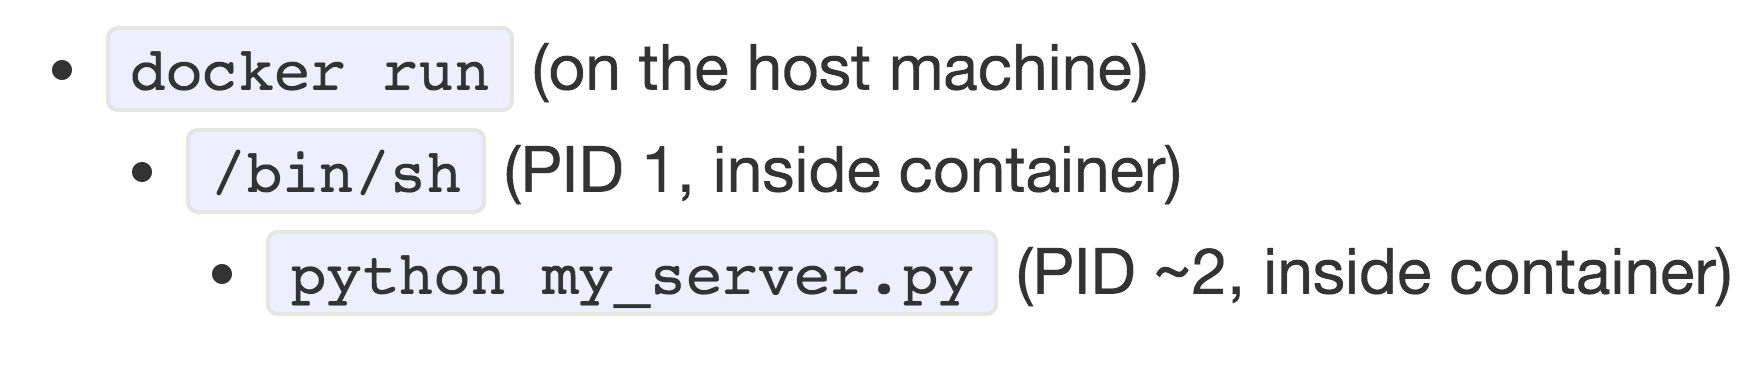 • docker run (on the host machine)
• /bin/sh (PID 1, inside container)
• python my_server.py (PID ~2, inside container)